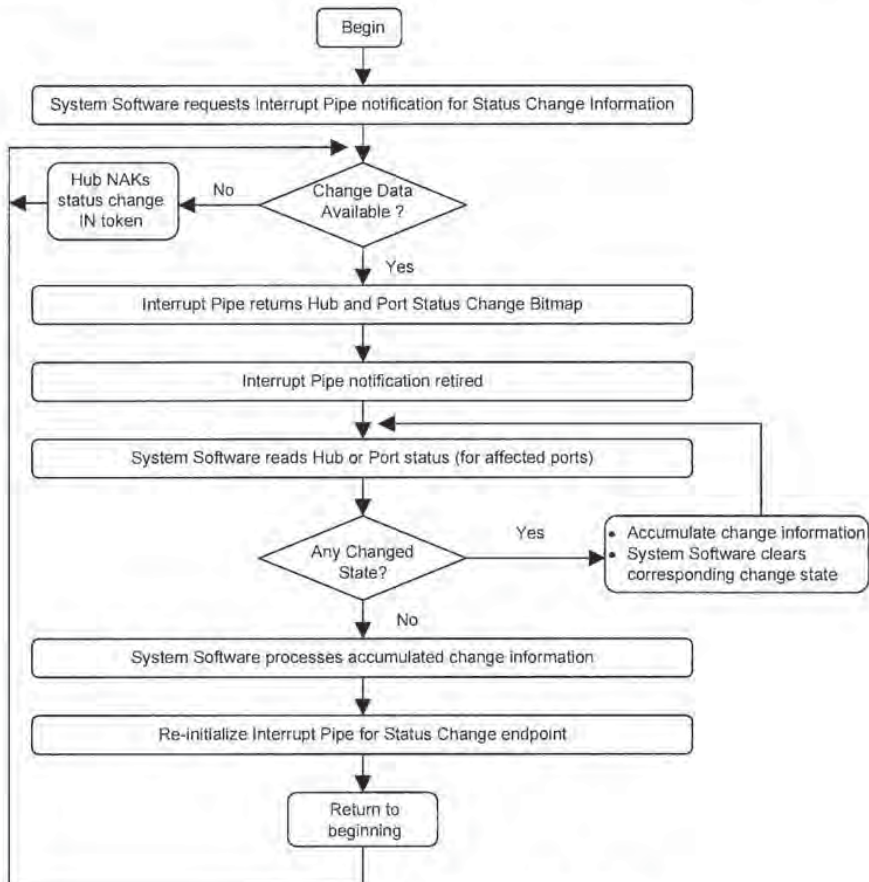 Begin
System Software requests Interrupt Pipe notification for Status Change Information
Hub NAKs
status change
IN token
No
Change Data
Available ?
Yes
Interrupt Pipe returns Hub and Port Status Change Bitmap
Interrupt Pipe notification retired
System Software reads Hub or Port status (for affected ports)
Any Changed
State?
Yes
• Accumulate change information
• System Software clears
corresponding change state
No
System Software processes accumulated change information
Re-initialize Interrupt Pipe for Status Change endpoint
Return to
beginning